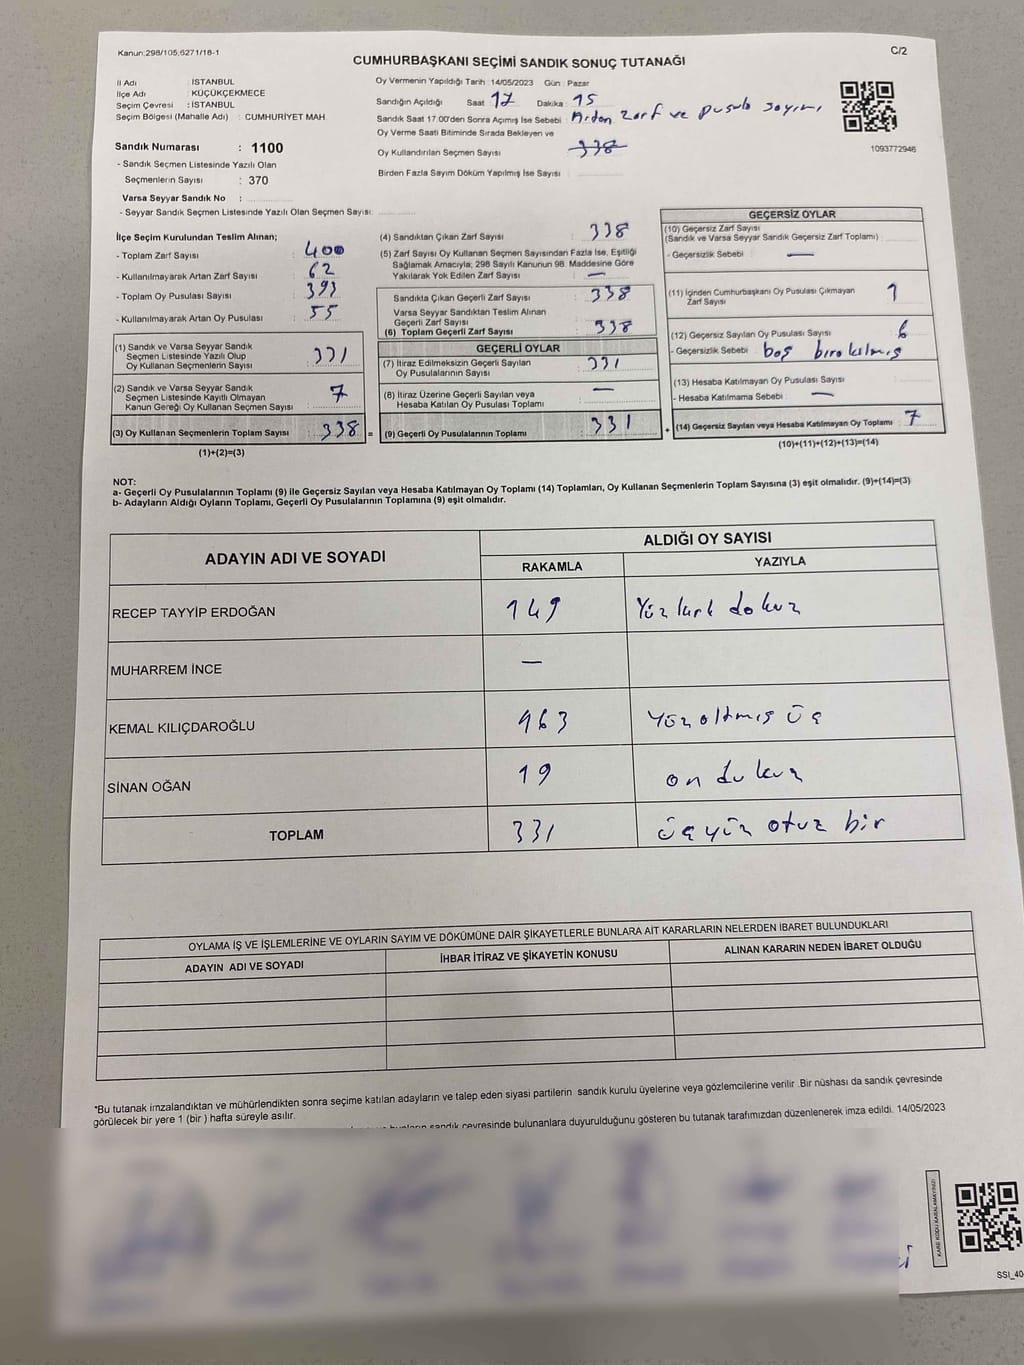 Kanun:298/105,6271/18-1
C/2
CUMHURBAŞKANI SEÇİMİ SANDIK SONUÇ TUTANAĞI
İl Adı : İSTANBUL
İlçe Adı : KÜÇÜKÇEKMECE
Seçim Çevresi : İSTANBUL
Seçim Bölgesi (Mahalle Adı) : CUMHURİYET MAH.
Sandık Numarası : 1100
- Sandık Seçmen Listesinde Yazılı Olan
Seçmenlerin Sayısı : 370
Varsa Seyyar Sandık No :
- Seyyar Sandık Seçmen Listesinde Yazılı Olan Seçmen Sayısı:
Oy Vermenin Yapıldığı Tarih : 14/05/2023 Gün : Pazar
Sandığın Açıldığı Saat 17 Dakika : 15
Sandık Saat 17.00'den Sonra Açımış İse Sebebi : zarf ve pusula sayımı
Oy Verme Saati Bitiminde Sırada Bekleyen ve
Oy Kullandırılan Seçmen Sayısı : 338
Birden Fazla Sayım Döküm Yapılmış İse Sayısı :
1093772946
İlçe Seçim Kurulundan Teslim Alınan;
- Toplam Zarf Sayısı : 400
- Kullanılmayarak Artan Zarf Sayısı : 62
- Toplam Oy Pusulası Sayısı : 393
- Kullanılmayarak Artan Oy Pusulası : 55
(1) Sandık ve Varsa Seyyar Sandık
Seçmen Listesinde Yazılı Olup
Oy Kullanan Seçmenlerin Sayısı : 331
(2) Sandık ve Varsa Seyyar Sandık
Seçmen Listesinde Kayıtlı Olmayan
Kanun Gereği Oy Kullanan Seçmen Sayısı : 7
(3) Oy Kullanan Seçmenlerin Toplam Sayısı : 338 =
(1)+(2)=(3)
(4) Sandıktan Çıkan Zarf Sayısı : 338
(5) Zarf Sayısı Oy Kullanan Seçmen Sayısından Fazla İse, Eşitliği
Sağlamak Amacıyla; 298 Sayılı Kanunun 98. Maddesine Göre
Yakılarak Yok Edilen Zarf Sayısı : —
Sandıkta Çıkan Geçerli Zarf Sayısı : 338
Varsa Seyyar Sandıktan Teslim Alınan
Geçerli Zarf Sayısı :
(6) Toplam Geçerli Zarf Sayısı : 338
GEÇERLİ OYLAR
(7) İtiraz Edilmeksizin Geçerli Sayılan
Oy Pusulalarının Sayısı : 331
(8) İtiraz Üzerine Geçerli Sayılan veya
Hesaba Katılan Oy Pusulası Toplamı : —
(9) Geçerli Oy Pusulalarının Toplamı : 331 +
GEÇERSİZ OYLAR
(10) Geçersiz Zarf Sayısı
(Sandık ve Varsa Seyyar Sandık Geçersiz Zarf Toplamı) :
- Geçersizlik Sebebi : —
(11) İçinden Cumhurbaşkanı Oy Pusulası Çıkmayan
Zarf Sayısı : 1
(12) Geçersiz Sayılan Oy Pusulası Sayısı : 6
- Geçersizlik Sebebi : boş bırakılmış
(13) Hesaba Katılmayan Oy Pusulası Sayısı :
- Hesaba Katılmama Sebebi : —
(14) Geçersiz Sayılan veya Hesaba Katılmayan Oy Toplamı : 7
(10)+(11)+(12)+(13)=(14)
NOT:
a- Geçerli Oy Pusulalarının Toplamı (9) ile Geçersiz Sayılan veya Hesaba Katılmayan Oy Toplamı (14) Toplamları, Oy Kullanan Seçmenlerin Toplam Sayısına (3) eşit olmalıdır. (9)+(14)=(3)
b- Adayların Aldığı Oyların Toplamı, Geçerli Oy Pusulalarının Toplamına (9) eşit olmalıdır.
ADAYIN ADI VE SOYADI
ALDIĞI OY SAYISI
RAKAMLA YAZIYLA
RECEP TAYYİP ERDOĞAN 149 Yüz kırk dokuz
MUHARREM İNCE —
KEMAL KILIÇDAROĞLU 163 Yüz altmış üç
SİNAN OĞAN 19 on dokuz
TOPLAM 331 üçyüz otuz bir
OYLAMA İŞ VE İŞLEMLERİNE VE OYLARIN SAYIM VE DÖKÜMÜNE DAİR ŞİKAYETLERLE BUNLARA AİT KARARLARIN NELERDEN İBARET BULUNDUKLARI
ADAYIN ADI VE SOYADI İHBAR İTİRAZ VE ŞİKAYETİN KONUSU ALINAN KARARIN NEDEN İBARET OLDUĞU
*Bu tutanak imzalandıktan ve mühürlendikten sonra seçime katılan adayların ve talep eden siyasi partilerin sandık kurulu üyelerine veya gözlemcilerine verilir .Bir nüshası da sandık çevresinde
görülecek bir yere 1 (bir ) hafta süreyle asılır.
sandık çevresinde bulunanlara duyurulduğunu gösteren bu tutanak tarafımızdan düzenlenerek imza edildi. 14/05/2023
KARE KODU KARALAMAYINIZ!
SSI_40